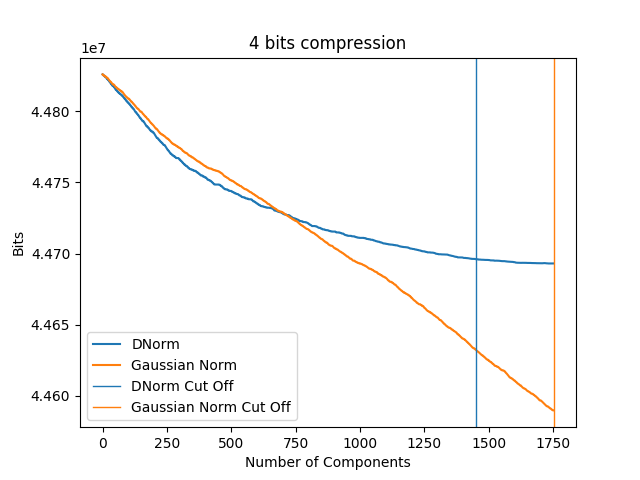 4 bits compression
1e7
4.480
4.475
4.470
4.465
4.460
Bits
DNorm
Gaussian Norm
DNorm Cut Off
Gaussian Norm Cut Off
0 250 500 750 1000 1250 1500 1750
Number of Components